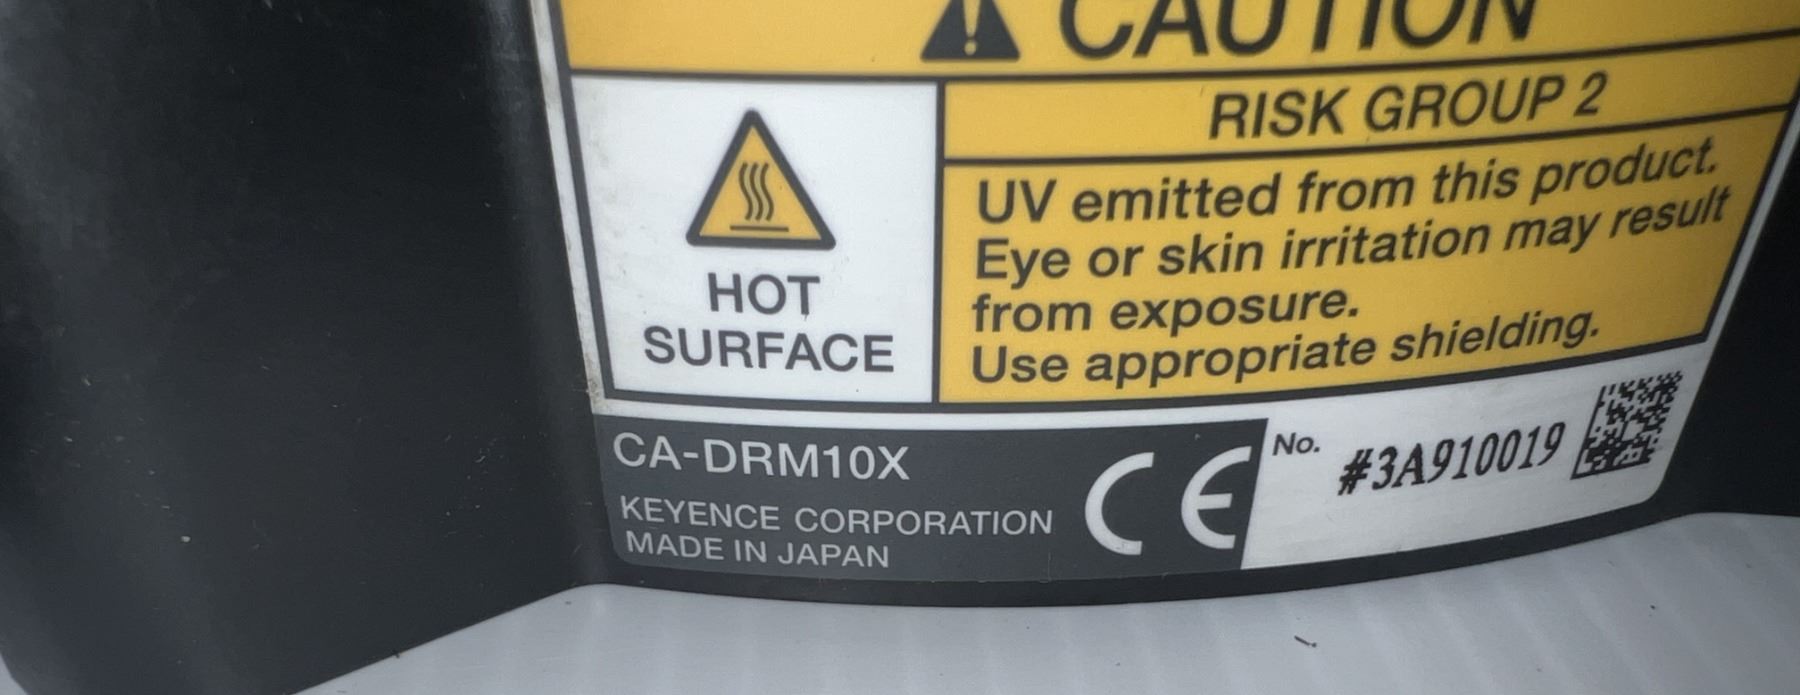 CAUTION
RISK GROUP 2
HOT
SURFACE
UV emitted from this product.
Eye or skin irritation may result
from exposure.
Use appropriate shielding.
CA-DRM10X
KEYENCE CORPORATION
MADE IN JAPAN
CE
No. #3A910019